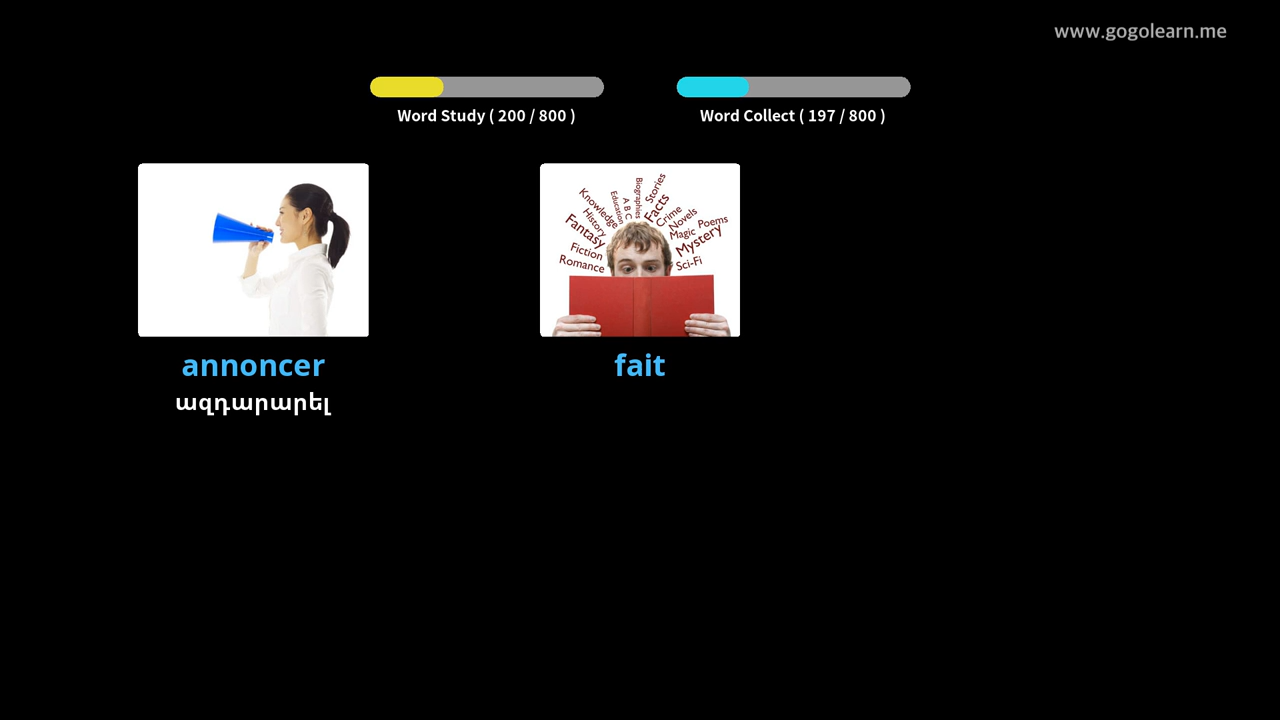 www.gogolearn.me
Word Study ( 200 / 800 )
Word Collect ( 197 / 800 )
Stories
Biographies
Knowledge
Education
A B C
Facts
Crime
Novels
History
Poems
Fantasy
Magic
Mystery
Fiction
Romance
Sci-Fi
annoncer
fait
ազդարարել